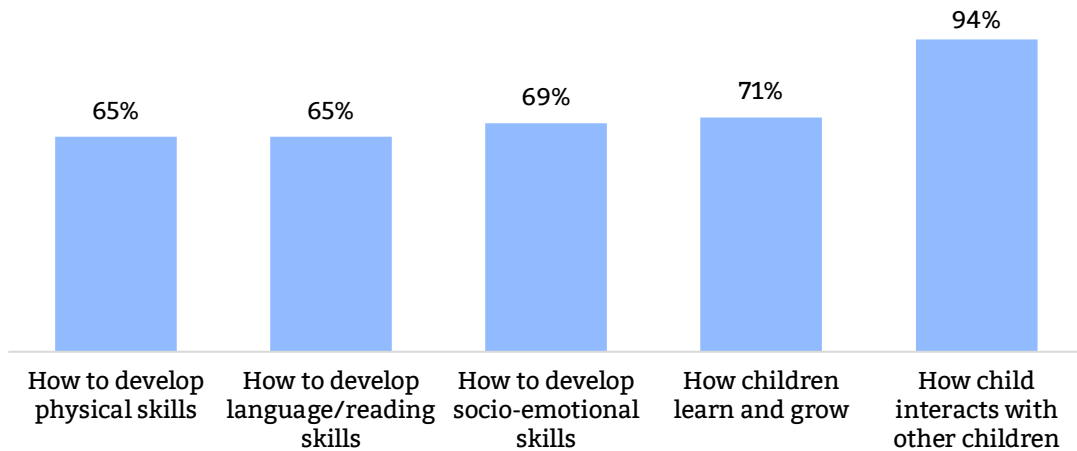 94%
71%
69%
65%
65%
How to develop
physical skills
How to develop
language/reading
skills
How to develop
socio-emotional
skills
How children
learn and grow
How child
interacts with
other children